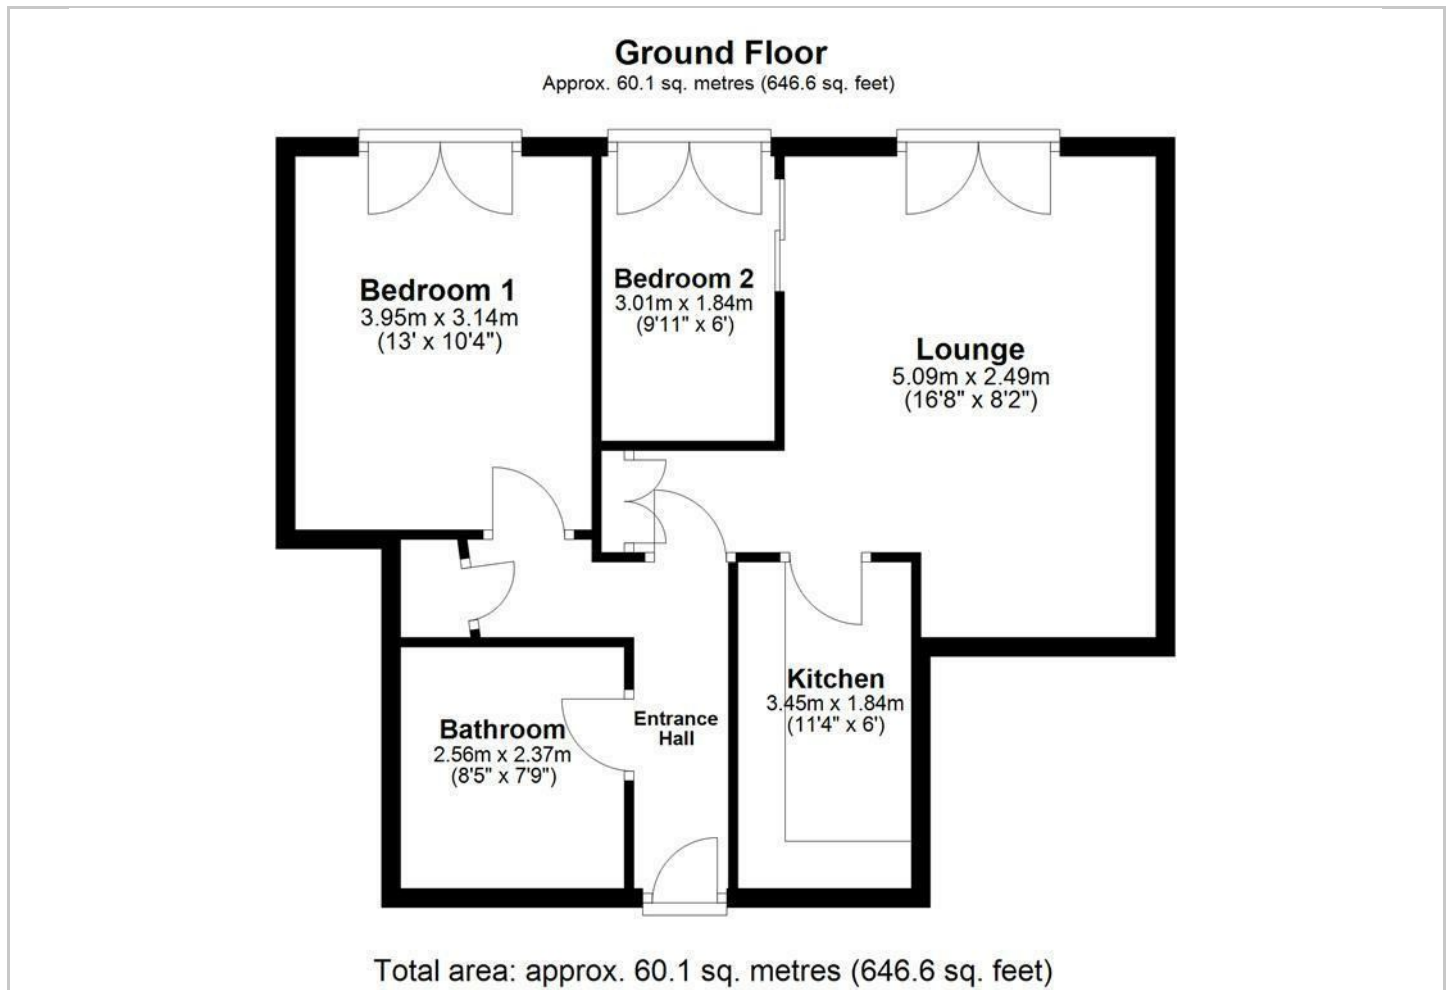 Ground Floor
Approx. 60.1 sq. metres (646.6 sq. feet)
Bedroom 1
3.95m x 3.14m
(13' x 10'4")
Bedroom 2
3.01m x 1.84m
(9'11" x 6')
Lounge
5.09m x 2.49m
(16'8" x 8'2")
Kitchen
3.45m x 1.84m
(11'4" x 6')
Entrance
Hall
Bathroom
2.56m x 2.37m
(8'5" x 7'9")
Total area: approx. 60.1 sq. metres (646.6 sq. feet)